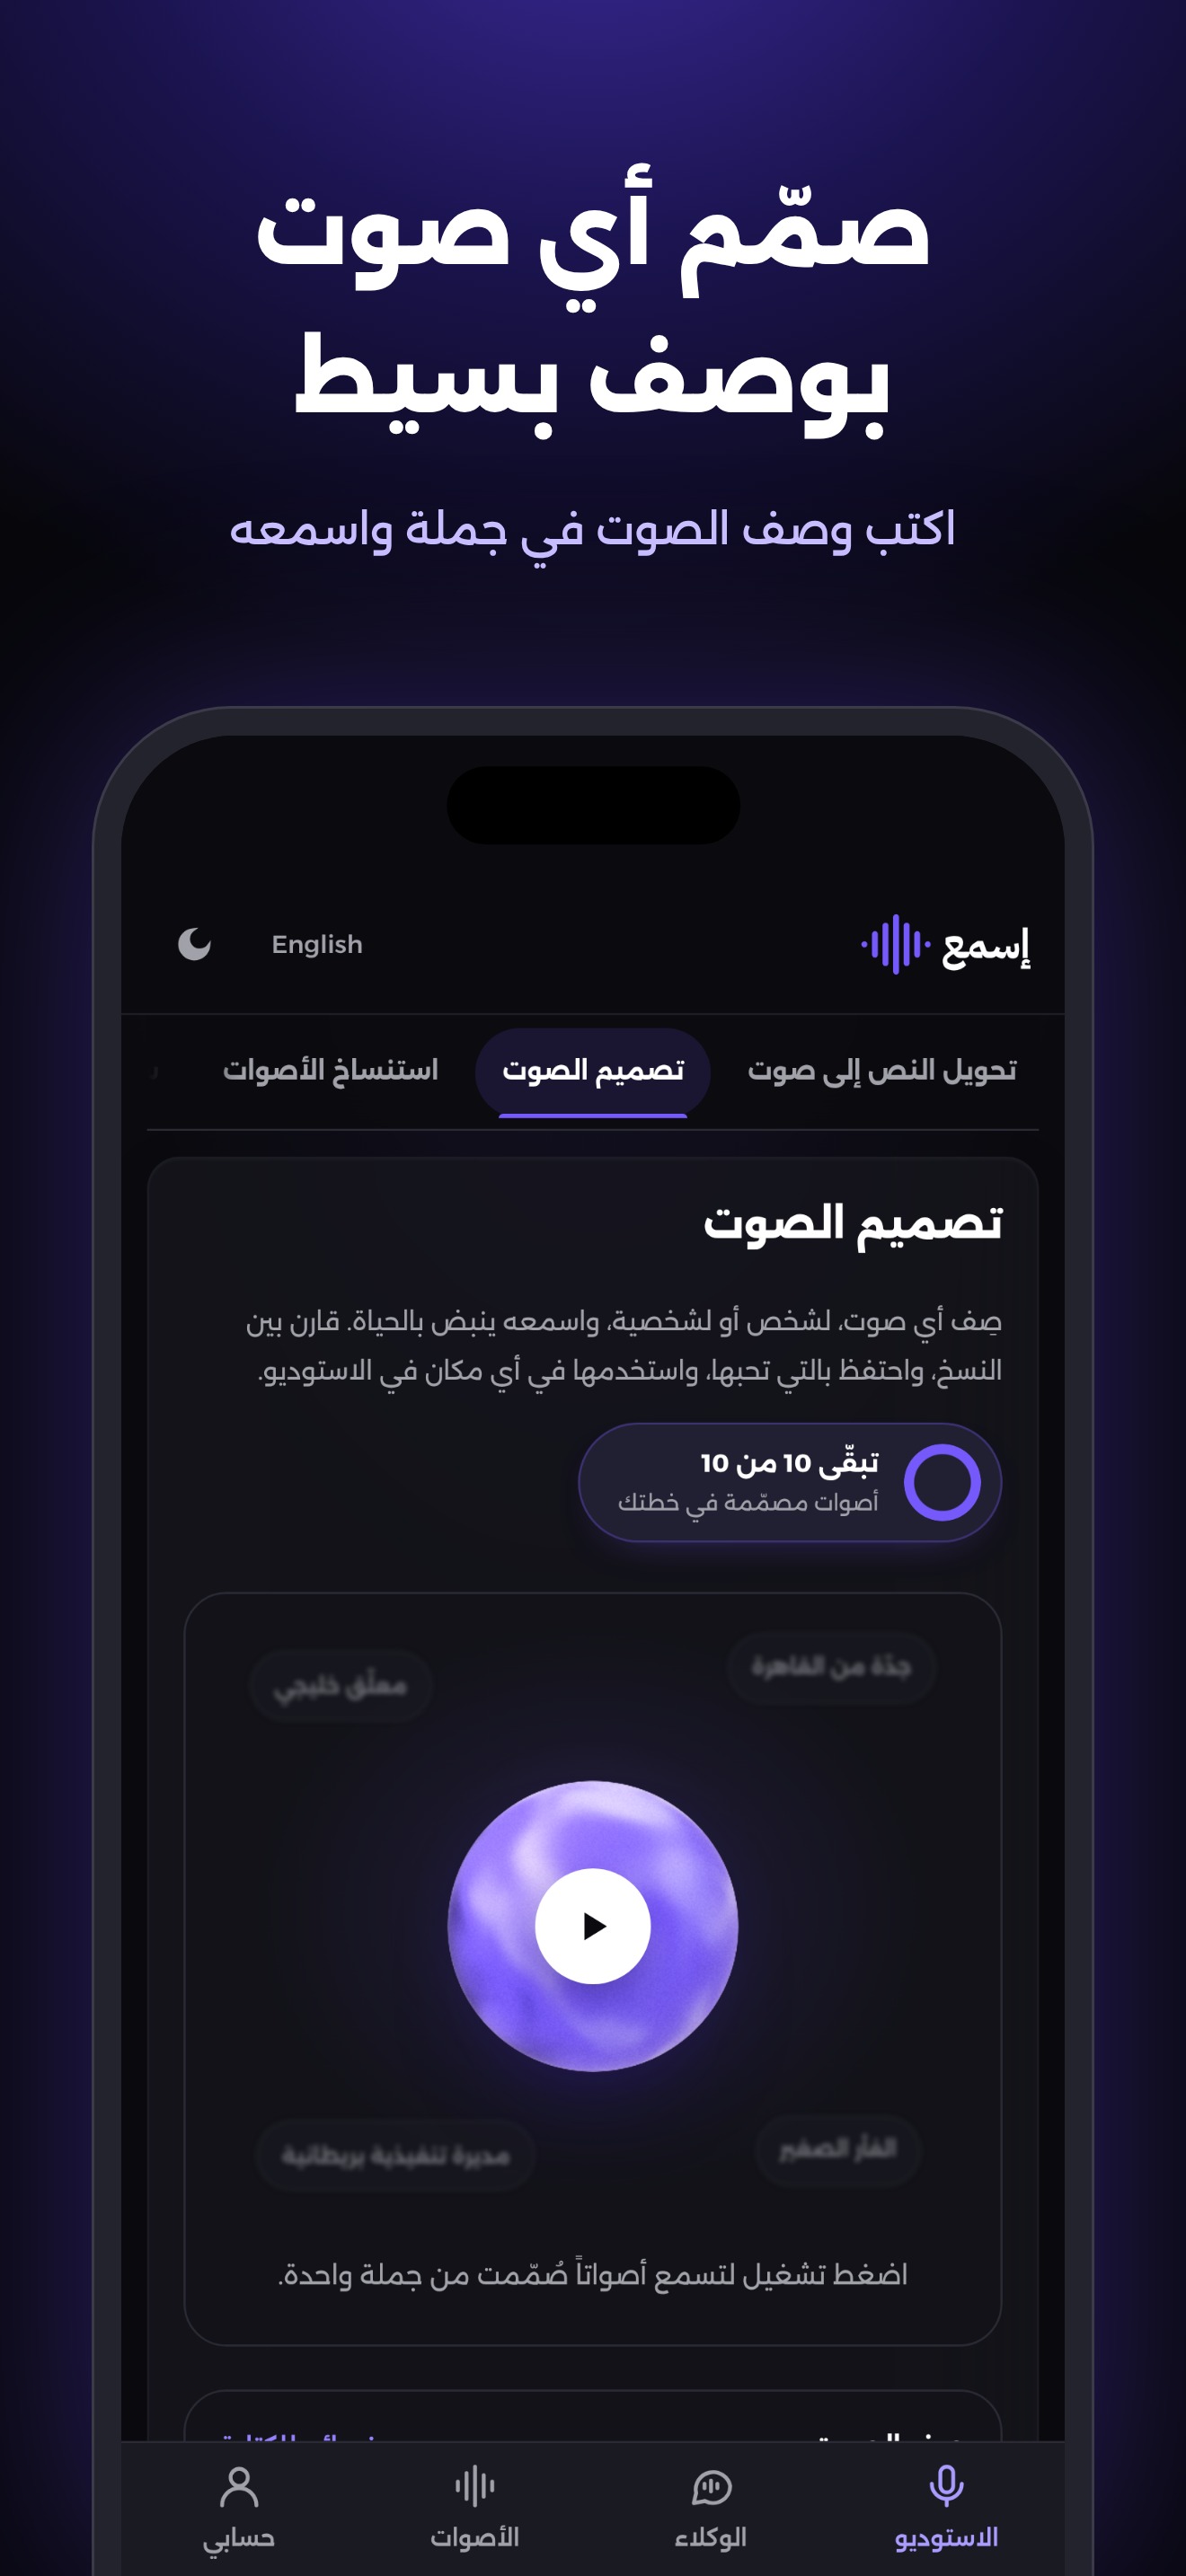 صمّم أي صوت
بوصف بسيط
اكتب وصف الصوت في جملة واسمعه
إسمع
English
تحويل النص إلى صوت
تصميم الصوت
استنساخ الأصوات
تصميم الصوت
صِف أي صوت، لشخص أو لشخصية، واسمعه ينبض بالحياة. قارن بين
النسخ، واحتفظ بالتي تحبها، واستخدمها في أي مكان في الاستوديو.
تبقّى 10 من 10
أصوات مصمّمة في خطتك
جدّة من القاهرة
معلّق خليجي
الفأر الصغير
مديرة تنفيذية بريطانية
اضغط تشغيل لتسمع أصواتاً صُمّمت من جملة واحدة.
الاستوديو
الوكلاء
الأصوات
حسابي